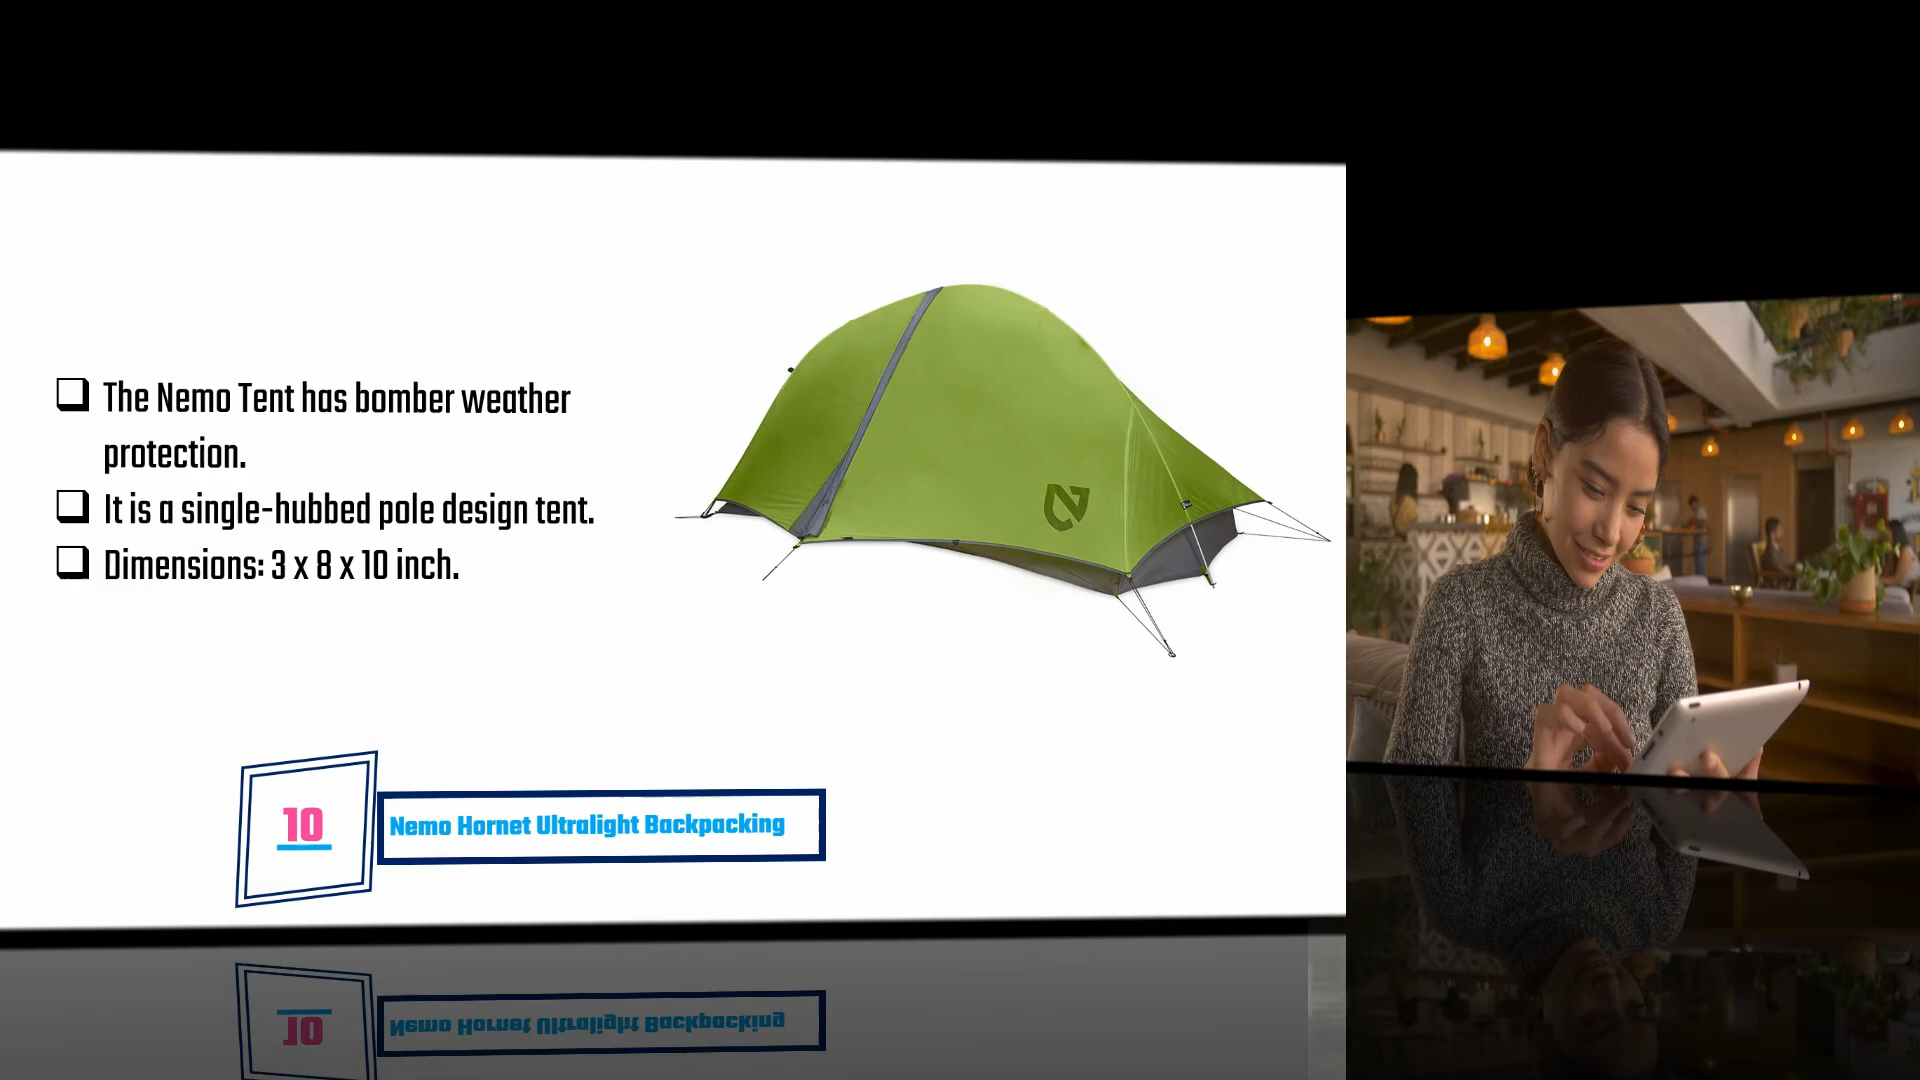 The Nemo Tent has bomber weather
protection.
It is a single-hubbed pole design tent.
Dimensions: 3 x 8 x 10 inch.
10
Nemo Hornet Ultralight Backpacking